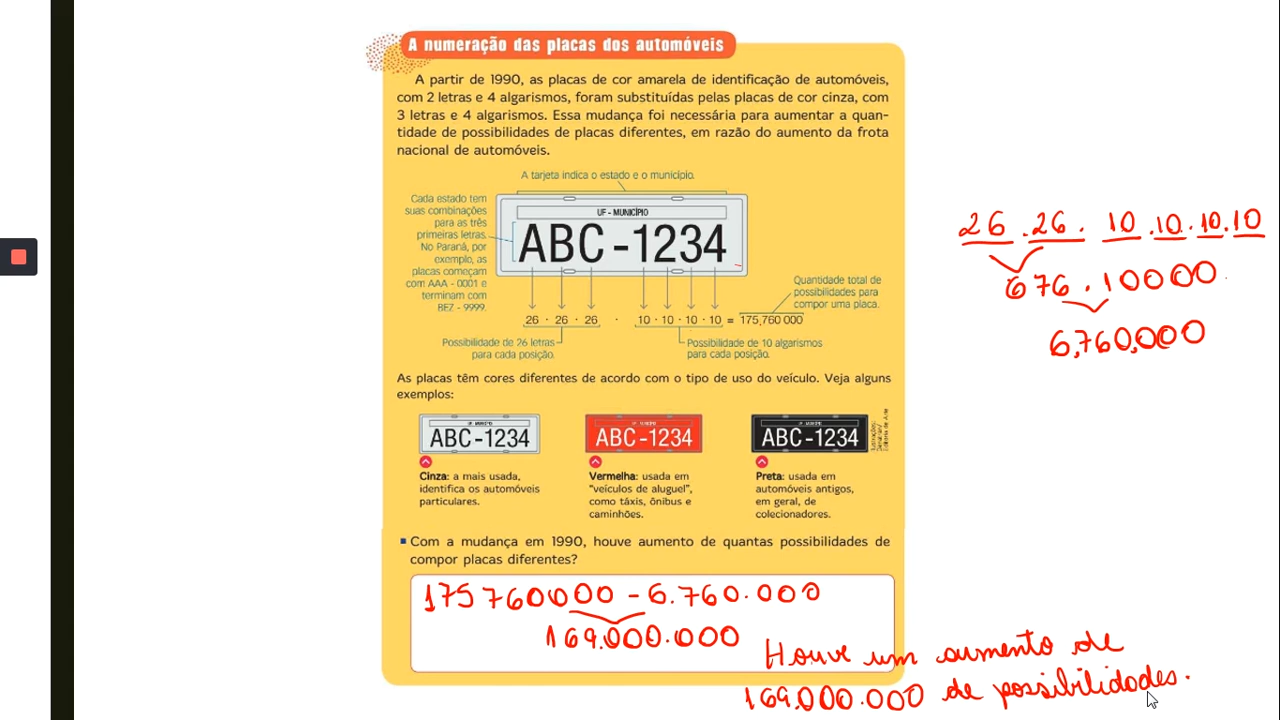 A numeração das placas dos automóveis
A partir de 1990, as placas de cor amarela de identificação de automóveis,
com 2 letras e 4 algarismos, foram substituídas pelas placas de cor cinza, com
3 letras e 4 algarismos. Essa mudança foi necessária para aumentar a quan-
tidade de possibilidades de placas diferentes, em razão do aumento da frota
nacional de automóveis.
A tarjeta indica o estado e o município.
Cada estado tem
suas combinações
para as três
primeiras letras.
No Paraná, por
exemplo, as
placas começam
com AAA - 0001 e
terminam com
BEZ - 9999.
UF - MUNICÍPIO
ABC - 1234
Quantidade total de
possibilidades para
compor uma placa.
26 · 26 · 26 · 10 · 10 · 10 · 10 = 175,760 000
Possibilidade de 26 letras
para cada posição.
Possibilidade de 10 algarismos
para cada posição.
As placas têm cores diferentes de acordo com o tipo de uso do veículo. Veja alguns
exemplos:
ABC - 1234
ABC - 1234
ABC - 1234
Cinza: a mais usada,
identifica os automóveis
particulares.
Vermelha: usada em
"veículos de aluguel",
como táxis, ônibus e
caminhões.
Preta: usada em
automóveis antigos,
em geral, de
colecionadores.
Com a mudança em 1990, houve aumento de quantas possibilidades de
compor placas diferentes?
175760000 - 6.760.000
169.000.000
Houve um aumento de
169.000.000 de possibilidades.
26 . 26 . 10 . 10 . 10 . 10
676 . 10000
6,760,000